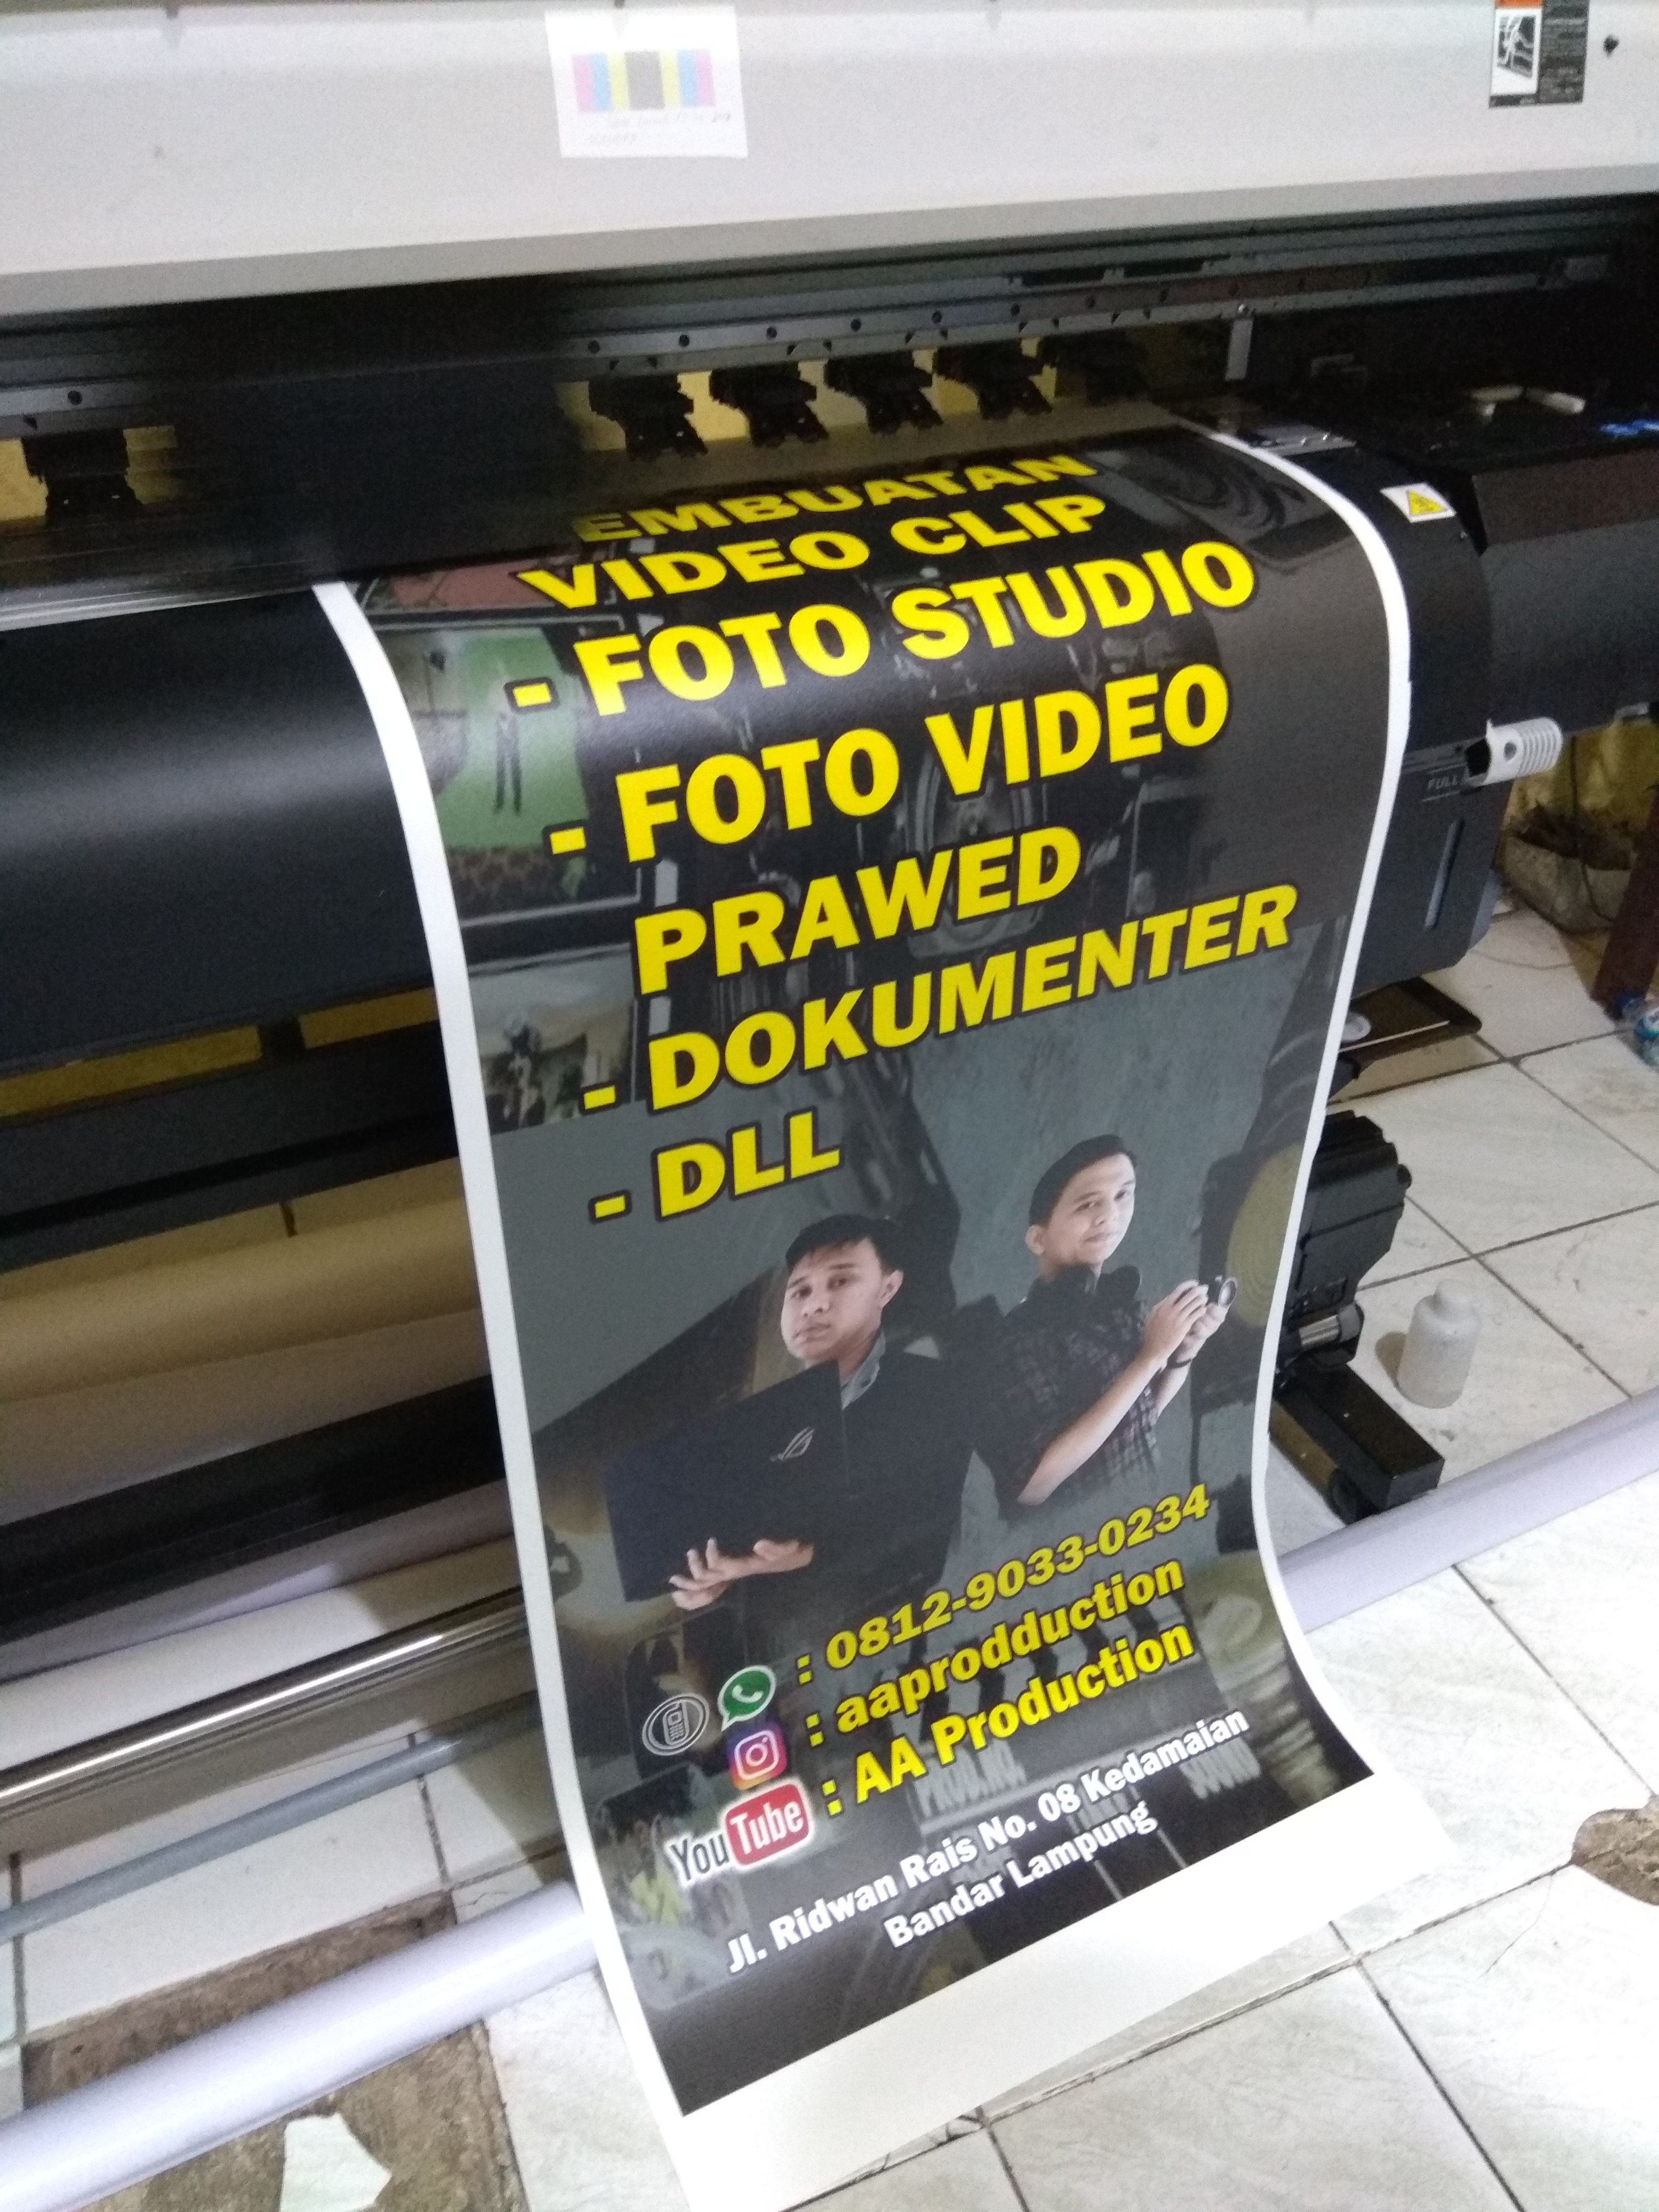 EMBUATAN
VIDEO CLIP
- FOTO STUDIO
- FOTO VIDEO
PRAWED
- DOKUMENTER
- DLL
: 0812-9033-0234
: aaprodduction
YouTube : AA Production
Jl. Ridwan Rais No. 08 Kedamaian
Bandar Lampung
FULL